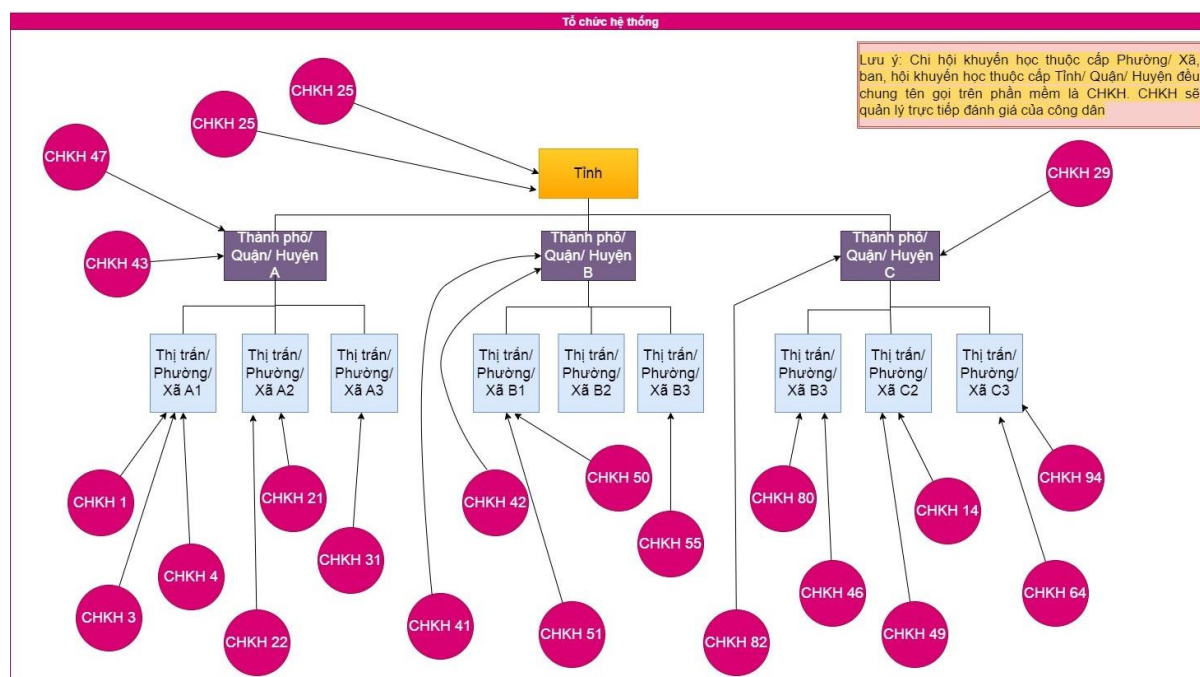 Tổ chức hệ thống
Lưu ý: Chi hội khuyến học thuộc cấp Phường/ Xã,
ban, hội khuyến học thuộc cấp Tỉnh/ Quận/ Huyện đều
chung tên gọi trên phần mềm là CHKH. CHKH sẽ
quản lý trực tiếp đánh giá của công dân
CHKH 25
CHKH 25
CHKH 47
CHKH 43
Tỉnh
CHKH 29
Thành phố/
Quận/ Huyện
A
Thành phố/
Quận/ Huyện
B
Thành phố/
Quận/ Huyện
C
Thị trấn/
Phường/
Xã A1
Thị trấn/
Phường/
Xã A2
Thị trấn/
Phường/
Xã A3
Thị trấn/
Phường/
Xã B1
Thị trấn/
Phường/
Xã B2
Thị trấn/
Phường/
Xã B3
Thị trấn/
Phường/
Xã B3
Thị trấn/
Phường/
Xã C2
Thị trấn/
Phường/
Xã C3
CHKH 1
CHKH 21
CHKH 42
CHKH 50
CHKH 80
CHKH 14
CHKH 94
CHKH 4
CHKH 31
CHKH 55
CHKH 3
CHKH 22
CHKH 41
CHKH 51
CHKH 82
CHKH 46
CHKH 49
CHKH 64